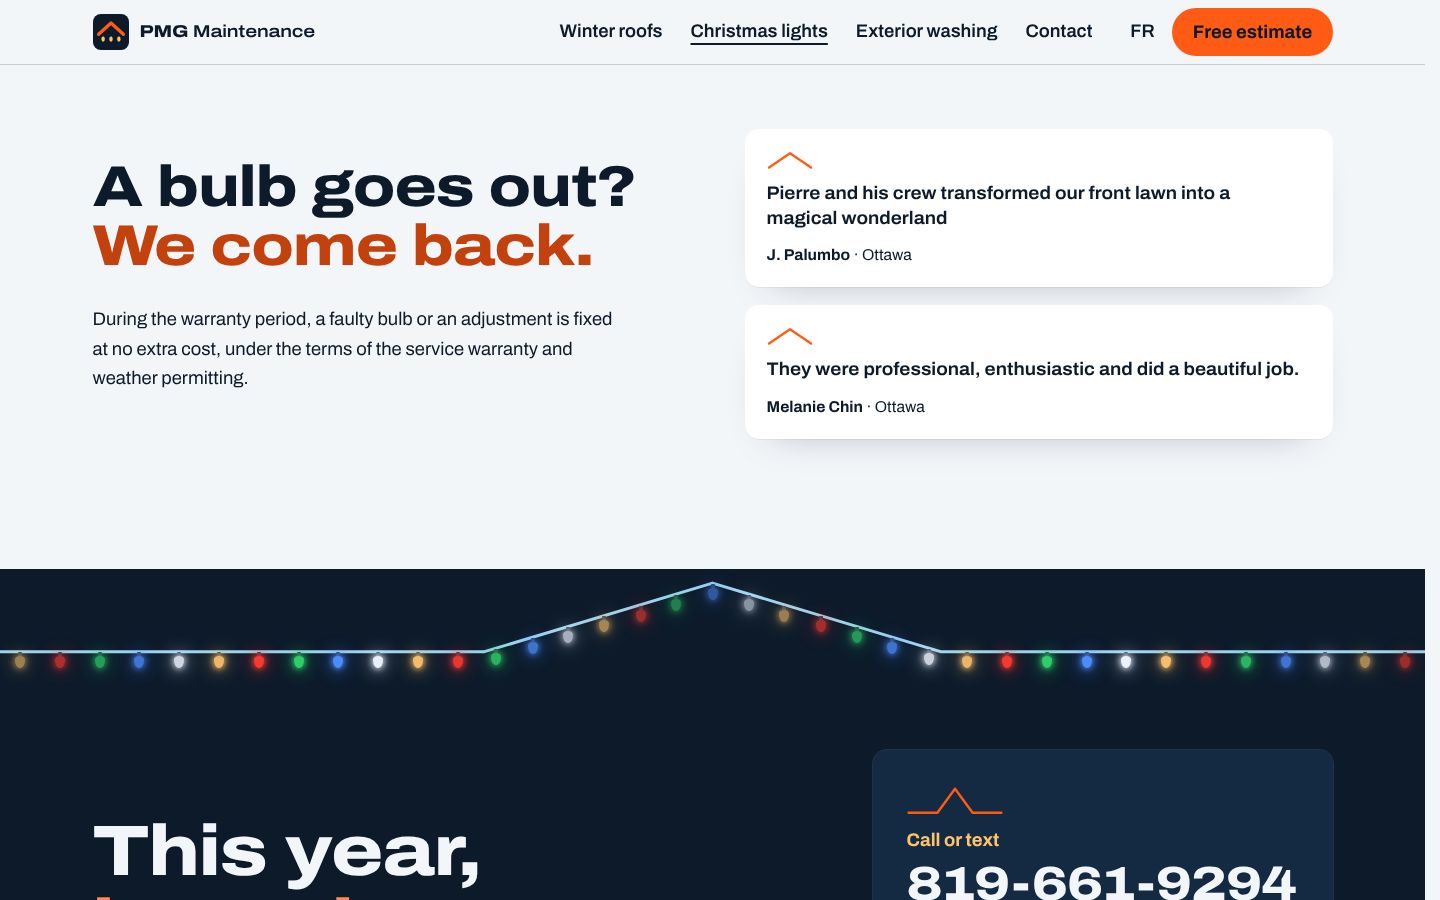 PMG Maintenance
Winter roofs
Christmas lights
Exterior washing
Contact
FR
Free estimate
A bulb goes out?
We come back.
During the warranty period, a faulty bulb or an adjustment is fixed
at no extra cost, under the terms of the service warranty and
weather permitting.
Pierre and his crew transformed our front lawn into a
magical wonderland
J. Palumbo · Ottawa
They were professional, enthusiastic and did a beautiful job.
Melanie Chin · Ottawa
This year,
Call or text
819-661-9294